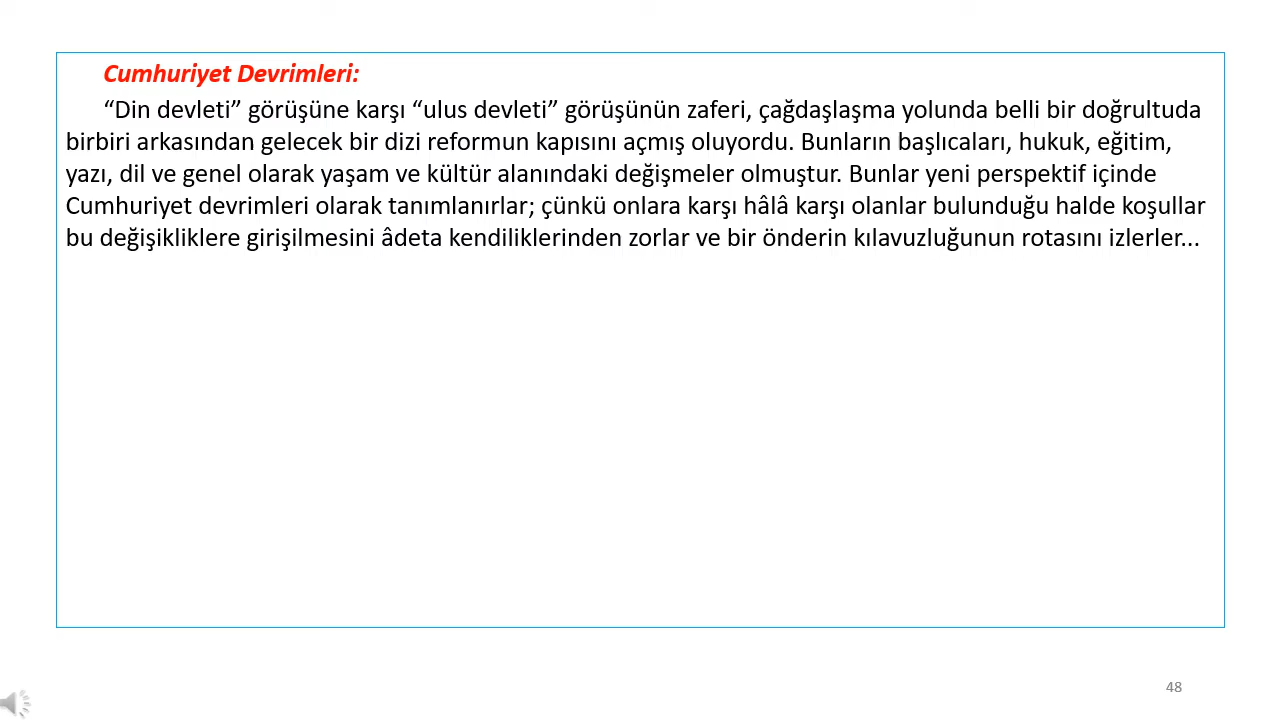 Cumhuriyet Devrimleri:
“Din devleti” görüşüne karşı “ulus devleti” görüşünün zaferi, çağdaşlaşma yolunda belli bir doğrultuda
birbiri arkasından gelecek bir dizi reformun kapısını açmış oluyordu. Bunların başlıcaları, hukuk, eğitim,
yazı, dil ve genel olarak yaşam ve kültür alanındaki değişmeler olmuştur. Bunlar yeni perspektif içinde
Cumhuriyet devrimleri olarak tanımlanırlar; çünkü onlara karşı hâlâ karşı olanlar bulunduğu halde koşullar
bu değişikliklere girişilmesini âdeta kendiliklerinden zorlar ve bir önderin kılavuzluğunun rotasını izlerler...
48